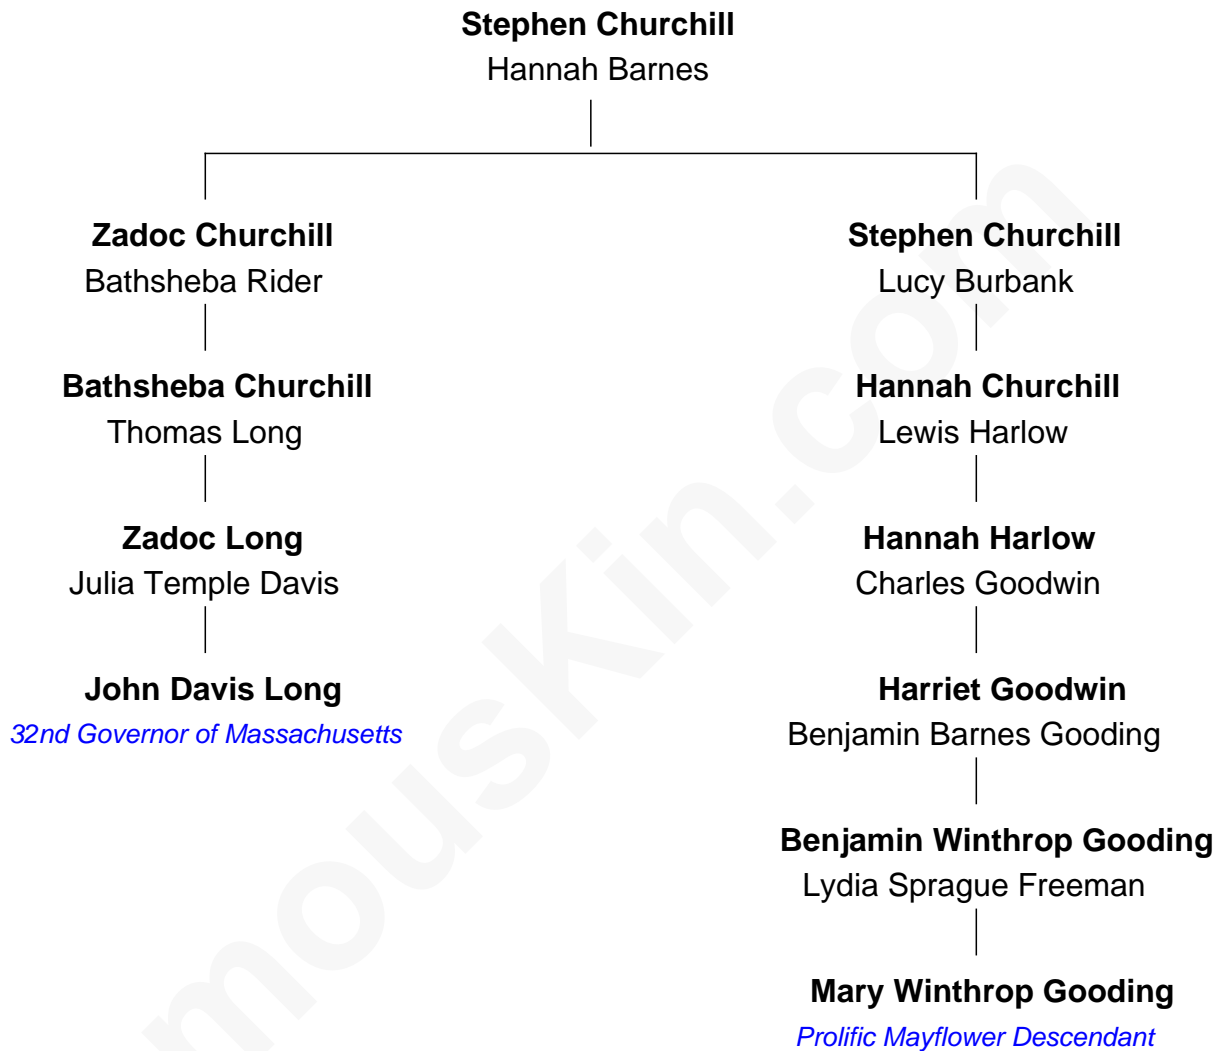 Stephen Churchill
Hannah Barnes
Zadoc Churchill
Bathsheba Rider
Stephen Churchill
Lucy Burbank
Bathsheba Churchill
Thomas Long
Hannah Churchill
Lewis Harlow
Zadoc Long
Julia Temple Davis
Hannah Harlow
Charles Goodwin
John Davis Long
32nd Governor of Massachusetts
Harriet Goodwin
Benjamin Barnes Gooding
Benjamin Winthrop Gooding
Lydia Sprague Freeman
Mary Winthrop Gooding
Prolific Mayflower Descendant
mousKin.com